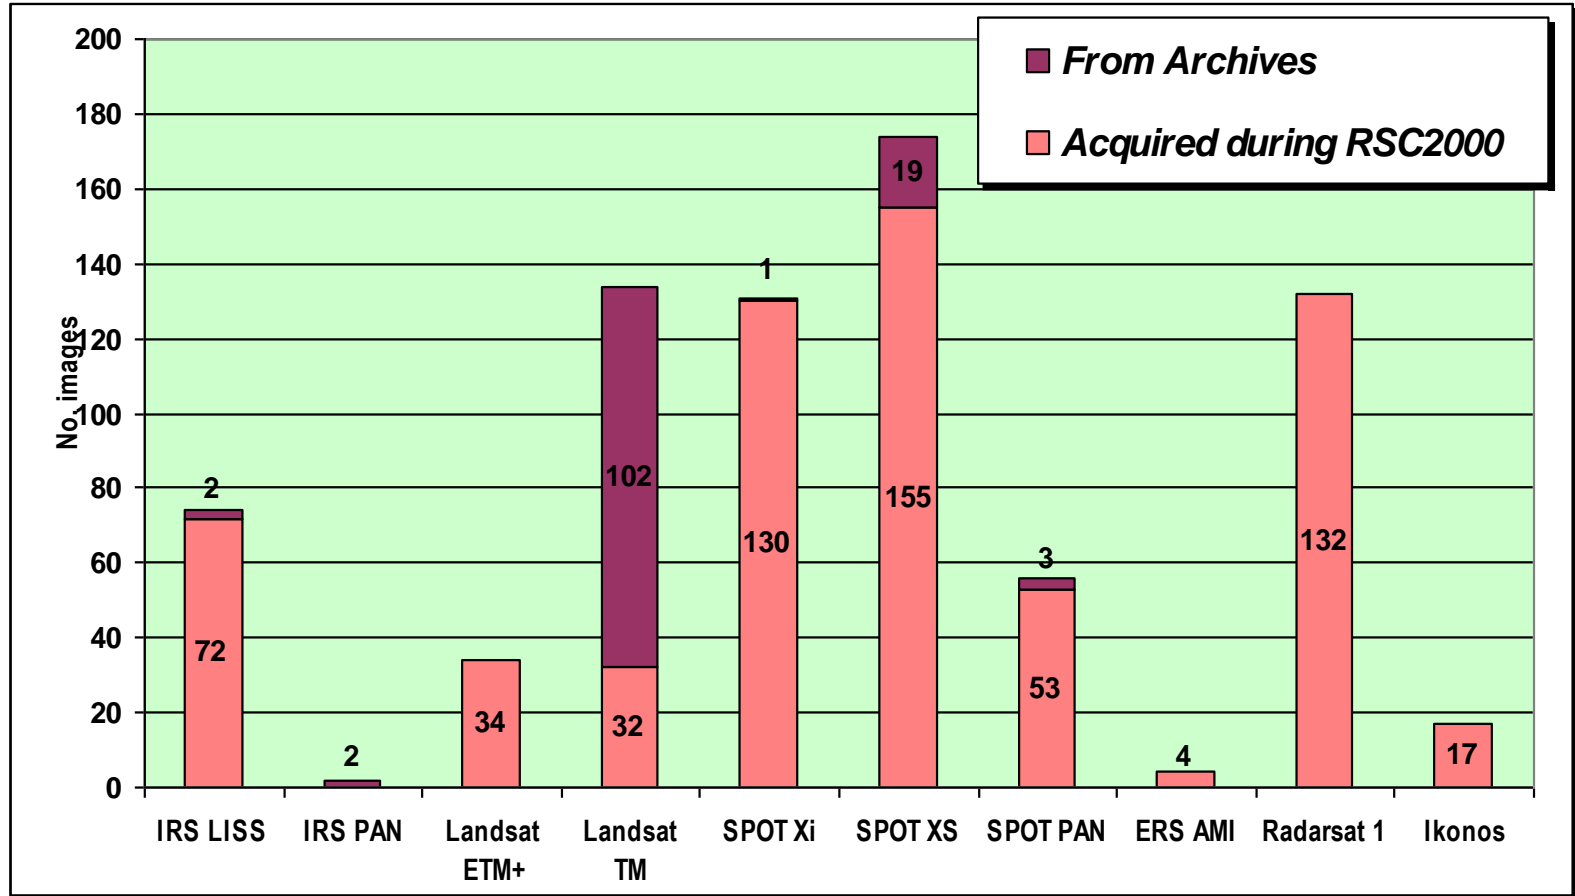 From Archives
Acquired during RSC2000
No. images
200
180
160
140
120
100
80
60
40
20
0
2
72
2
34
102
32
1
130
19
155
3
53
4
132
17
IRS LISS
IRS PAN
Landsat
ETM+
Landsat
TM
SPOT Xi
SPOT XS
SPOT PAN
ERS AMI
Radarsat 1
Ikonos